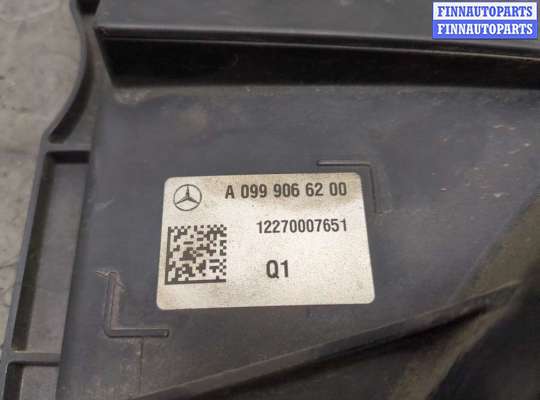 FINNAUTOPARTS
FINNAUTOPARTS
A 099 906 62 00
12270007651
Q1